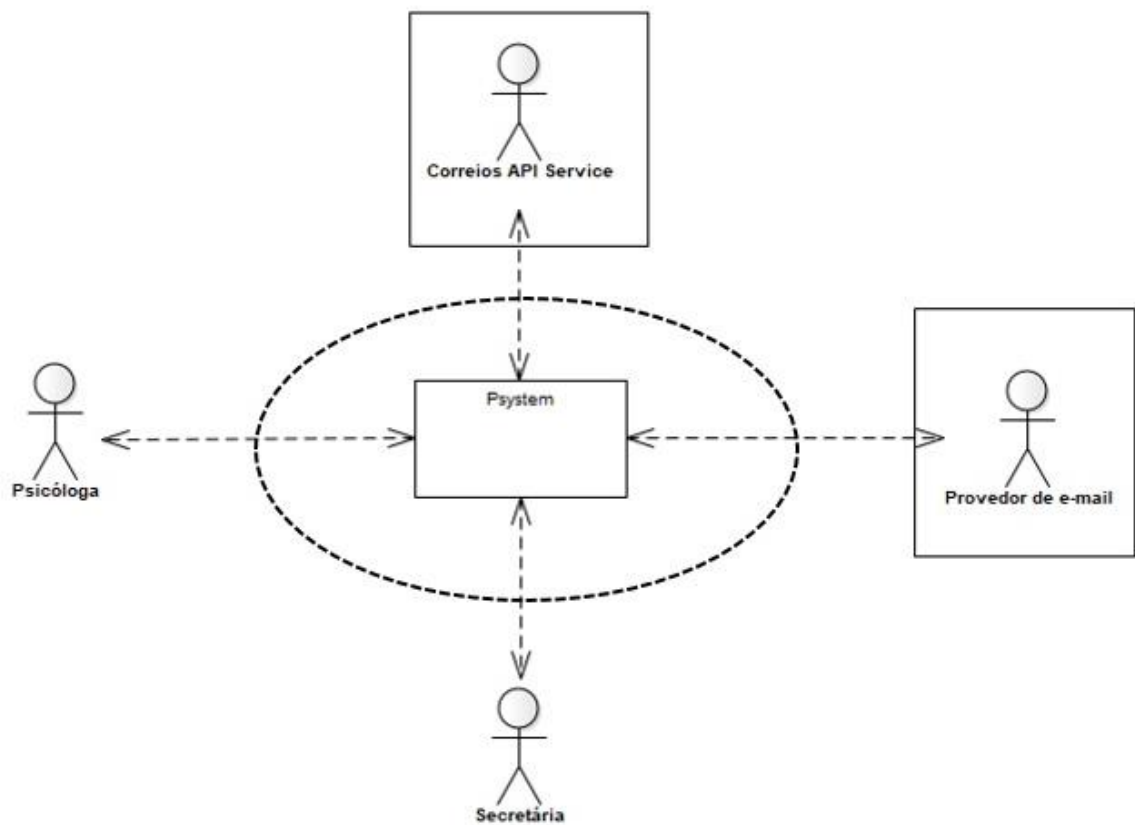 Correios API Service
Psystem
Psicóloga
Provedor de e-mail
Secretária